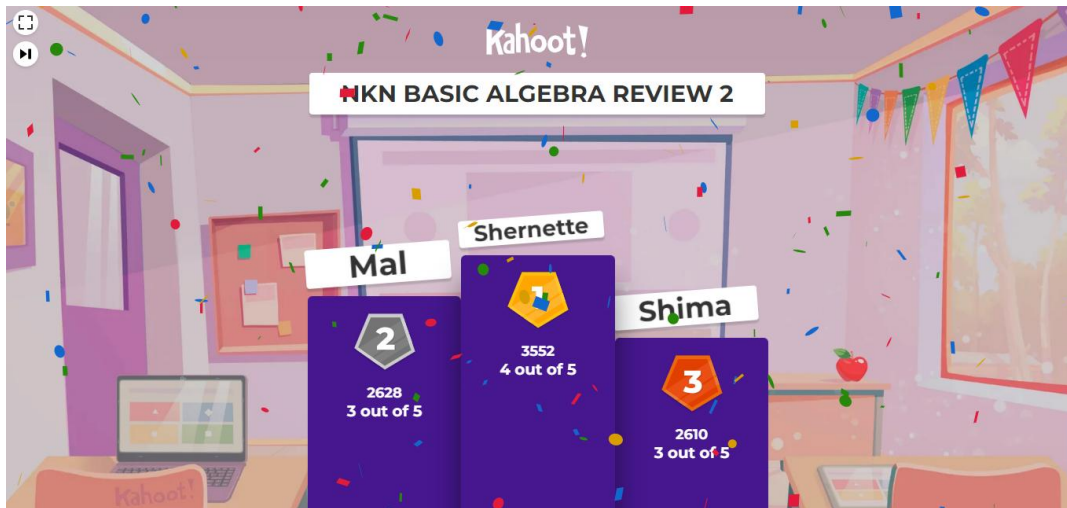 Kahoot!
NKN BASIC ALGEBRA REVIEW 2
Shernette
Mal
Shima
1
3552
4 out of 5
2
2628
3 out of 5
3
2610
3 out of 5
Kahoot!